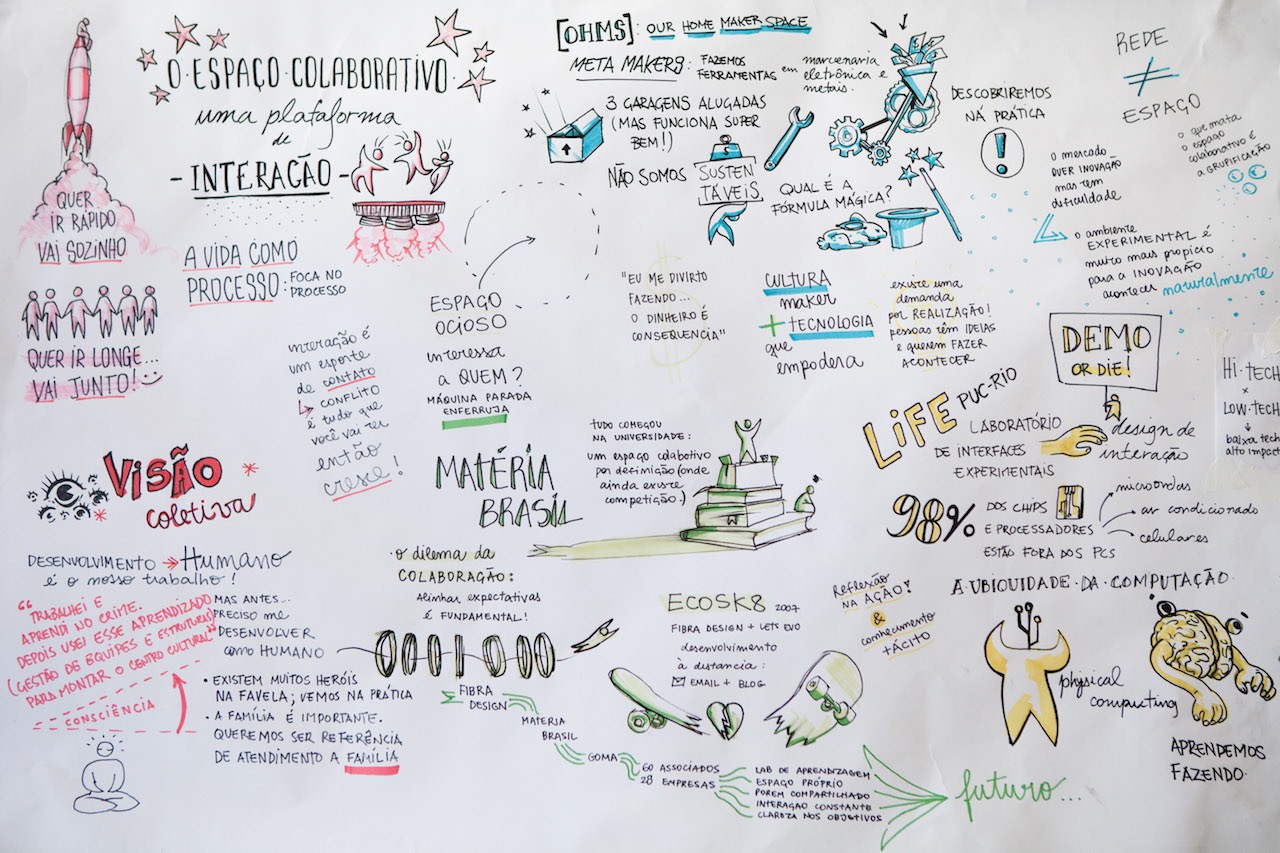 O·ESPAÇO·COLABORATIVO
uma plataforma
de
- INTERAÇÃO -
QUER
IR RÁPIDO
VAI SOZINHO
QUER IR LONGE...
VAI JUNTO!
A VIDA COMO
PROCESSO: FOCA NO
PROCESSO
INTERAÇÃO É
um ESPORTE
de CONTATO
↳ CONFLITO
É tudo que
você vai ter
então
cresce!
ESPAÇO
OCIOSO
interessa
a QUEM?
MÁQUINA PARADA
ENFERRUJA
[OHMS]: OUR HOME MAKER SPACE
META MAKERS: FAZEMOS
FERRAMENTAS em marcenaria
eletrônica e
metais.
3 GARAGENS ALUGADAS
(MAS FUNCIONA SUPER
BEM!)
NÃO SOMOS SUSTEN
TÁVEIS
QUAL É A
FÓRMULA MÁGICA?
DESCOBRIREMOS
NÁ PRÁTICA
!
"EU ME DIVIRTO
FAZENDO...
O DINHEIRO É
CONSEQUENCIA"
CULTURA
maker
+ TECNOLOGIA
que
empodera
existe uma
demanda
por REALIZAÇÃO!
pessoas têm IDEIAS
e querem FAZER
ACONTECER
REDE
≠
ESPAÇO
o que mata
o espaço
colaborativo é
a GRUPIFICAÇÃO
o mercado
QUER INOVAÇÃO
mas tem
dificuldade
o ambiente
EXPERIMENTAL é
muito mais propicio
para a INOVAÇÃO
acontecer naturalmente
DEMO
OR DIE!
HI·TECH
×
LOW·TECH
↓
baixa tech
alto impact
LIFE PUC-RIO
LABORATÓRIO
DE INTERFACES
EXPERIMENTAIS
design de
interação
98% DOS CHIPS
E PROCESSADORES
ESTÃO FORA DOS PCS
microondas
ar condicionado
celulares
A UBIQUIDADE DA COMPUTAÇÃO
physical
computing
APRENDEMOS
FAZENDO
VISÃO
coletiva
DESENVOLVIMENTO → Humano
é o nosso trabalho!
"TRABALHEI E
APRENDI NO CRIME.
DEPOIS USEI ESSE APRENDIZADO
(GESTÃO DE EQUIPES E ESTRUTURAS)
PARA MONTAR O CENTRO CULTURAL"
CONSCIÊNCIA
MAS ANTES...
PRECISO me
DESENVOLVER
como HUMANO
• EXISTEM MUITOS HERÓIS
NA FAVELA; VEMOS NA PRÁTICA
• A FAMÍLIA É IMPORTANTE.
QUEREMOS SER REFERÊNCIA
DE ATENDIMENTO A FAMÍLIA
MATÉRIA
BRASIL
TUDO COMEÇOU
NA UNIVERSIDADE:
um espaço colabotivo
por definição (onde
ainda existe
competição.)
·O dilema da
COLABORAÇÃO:
Alinhar expectativas
É FUNDAMENTAL!
FIBRA
DESIGN
MATERIA
BRASIL
GOMA
60 ASSOCIADOS
28 EMPRESAS
LAB DE APRENDIZAGEM
ESPAÇO PRÓPRIO
POREM COMPARTILHADO
INTERAÇÃO CONSTANTE
CLAREZA NOS OBJETIVOS
futuro...
ECOSK8 2007
FIBRA DESIGN + LETS EVO
desenvolvimento
à distancia:
EMAIL + BLOG
Reflexão
NA AÇÃO!
&
conhecimento
TÁCITO